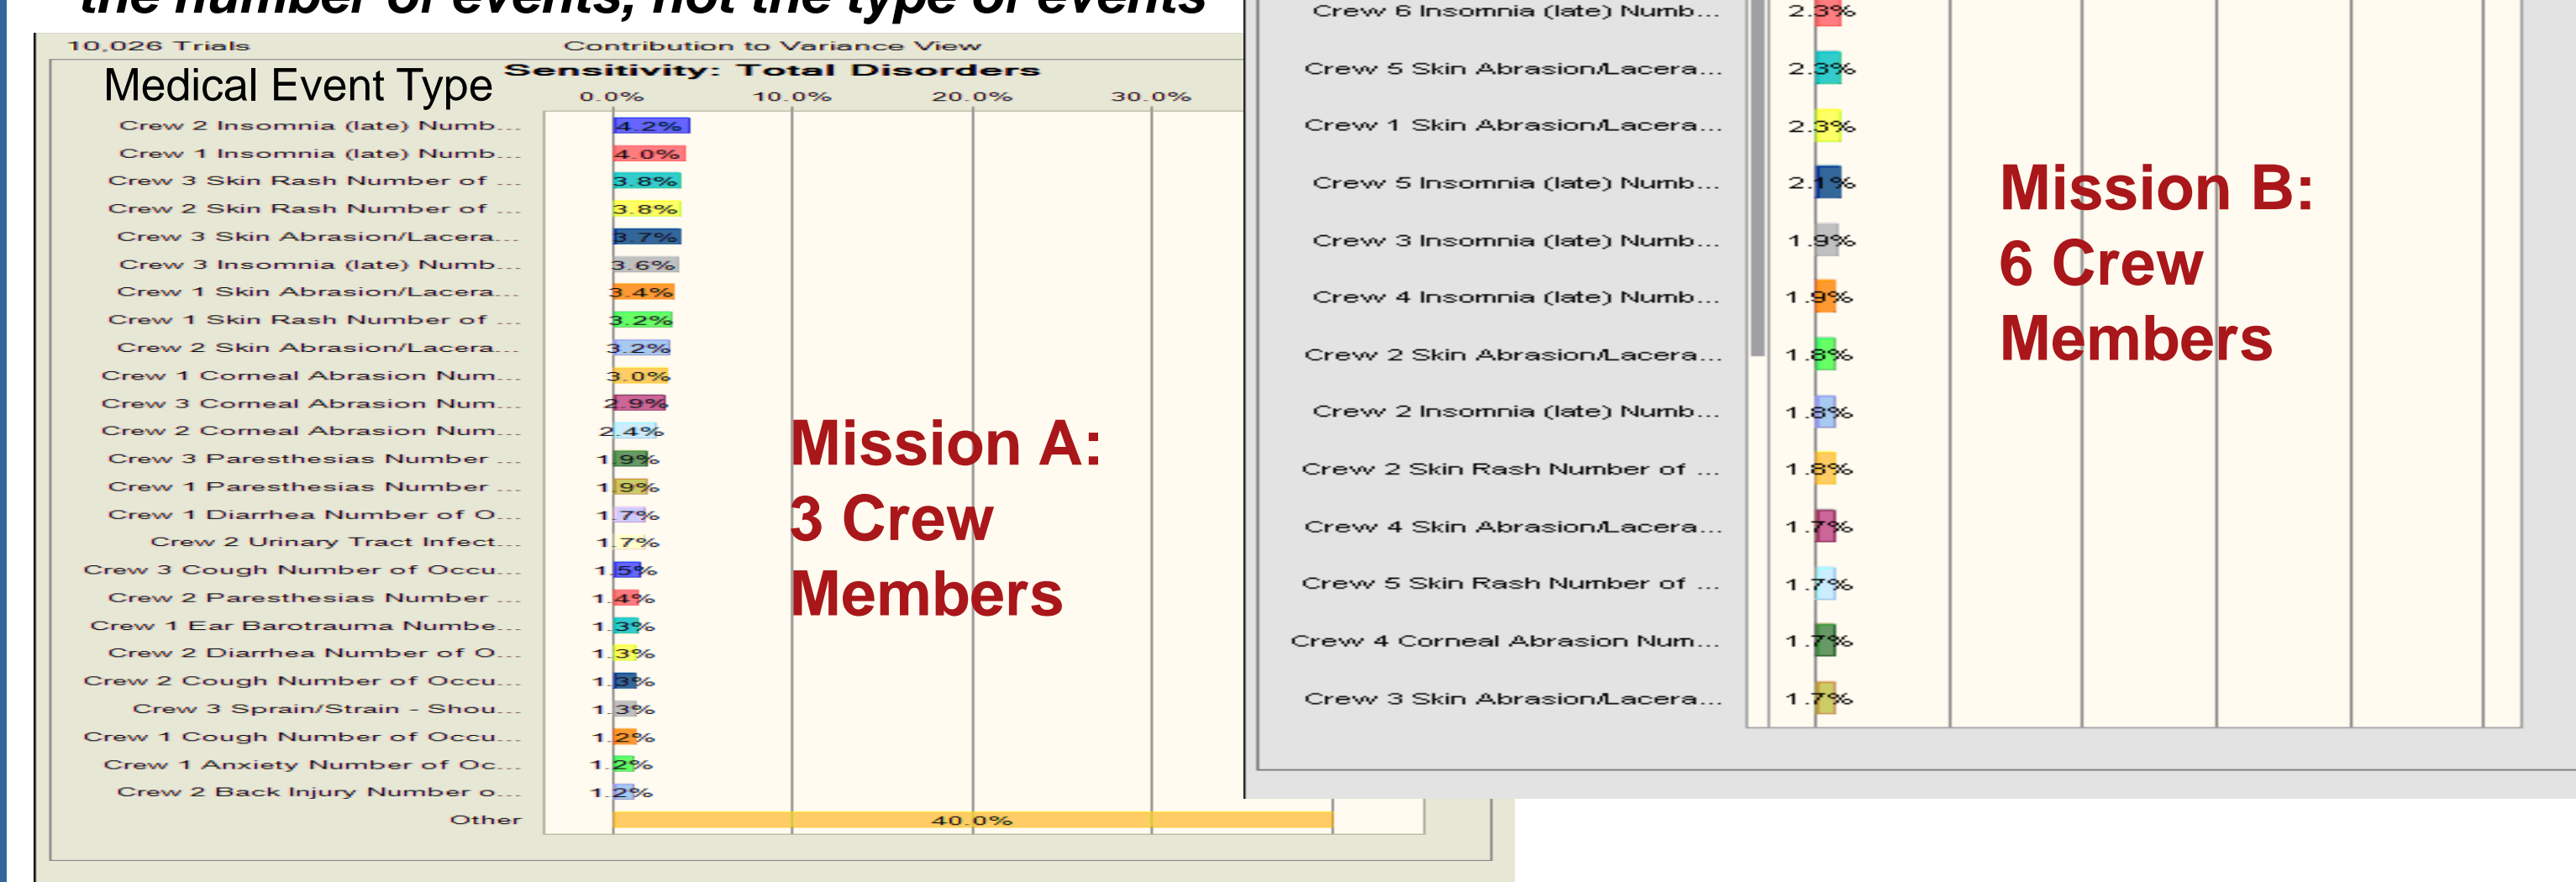 the number of events, not the type of events
10,026 Trials
Contribution to Variance View
Medical Event Type
Sensitivity: Total Disorders
0.0% 10.0% 20.0% 30.0%
Crew 2 Insomnia (late) Numb... 4.2%
Crew 1 Insomnia (late) Numb... 4.0%
Crew 3 Skin Rash Number of ... 3.8%
Crew 2 Skin Rash Number of ... 3.8%
Crew 3 Skin Abrasion/Lacera... 3.7%
Crew 3 Insomnia (late) Numb... 3.6%
Crew 1 Skin Abrasion/Lacera... 3.4%
Crew 1 Skin Rash Number of ... 3.2%
Crew 2 Skin Abrasion/Lacera... 3.2%
Crew 1 Corneal Abrasion Num... 3.0%
Crew 3 Corneal Abrasion Num... 2.9%
Crew 2 Corneal Abrasion Num... 2.4%
Crew 3 Paresthesias Number ... 1.9%
Crew 1 Paresthesias Number ... 1.9%
Crew 1 Diarrhea Number of O... 1.7%
Crew 2 Urinary Tract Infect... 1.7%
Crew 3 Cough Number of Occu... 1.5%
Crew 2 Paresthesias Number ... 1.4%
Crew 1 Ear Barotrauma Numbe... 1.3%
Crew 2 Diarrhea Number of O... 1.3%
Crew 2 Cough Number of Occu... 1.3%
Crew 3 Sprain/Strain - Shou... 1.3%
Crew 1 Cough Number of Occu... 1.2%
Crew 1 Anxiety Number of Oc... 1.2%
Crew 2 Back Injury Number o... 1.2%
Other 40.0%
Mission A:
3 Crew
Members
Crew 6 Insomnia (late) Numb... 2.3%
Crew 5 Skin Abrasion/Lacera... 2.3%
Crew 1 Skin Abrasion/Lacera... 2.3%
Crew 5 Insomnia (late) Numb... 2.1%
Crew 3 Insomnia (late) Numb... 1.9%
Crew 4 Insomnia (late) Numb... 1.9%
Crew 2 Skin Abrasion/Lacera... 1.8%
Crew 2 Insomnia (late) Numb... 1.8%
Crew 2 Skin Rash Number of ... 1.8%
Crew 4 Skin Abrasion/Lacera... 1.7%
Crew 5 Skin Rash Number of ... 1.7%
Crew 4 Corneal Abrasion Num... 1.7%
Crew 3 Skin Abrasion/Lacera... 1.7%
Mission B:
6 Crew
Members